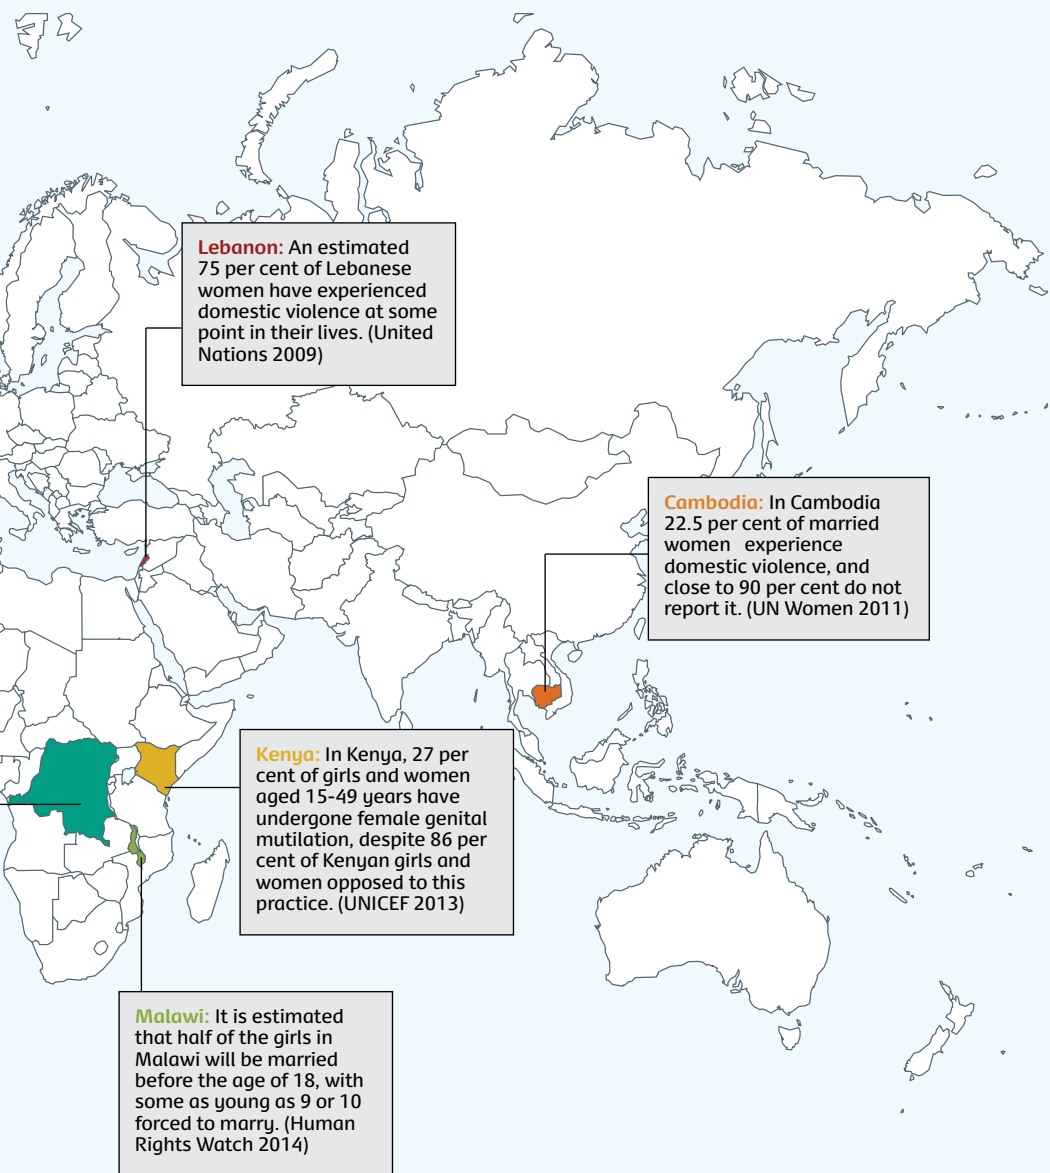 Lebanon: An estimated
75 per cent of Lebanese
women have experienced
domestic violence at some
point in their lives. (United
Nations 2009)
Cambodia: In Cambodia
22.5 per cent of married
women experience
domestic violence, and
close to 90 per cent do not
report it. (UN Women 2011)
Kenya: In Kenya, 27 per
cent of girls and women
aged 15-49 years have
undergone female genital
mutilation, despite 86 per
cent of Kenyan girls and
women opposed to this
practice. (UNICEF 2013)
Malawi: It is estimated
that half of the girls in
Malawi will be married
before the age of 18, with
some as young as 9 or 10
forced to marry. (Human
Rights Watch 2014)